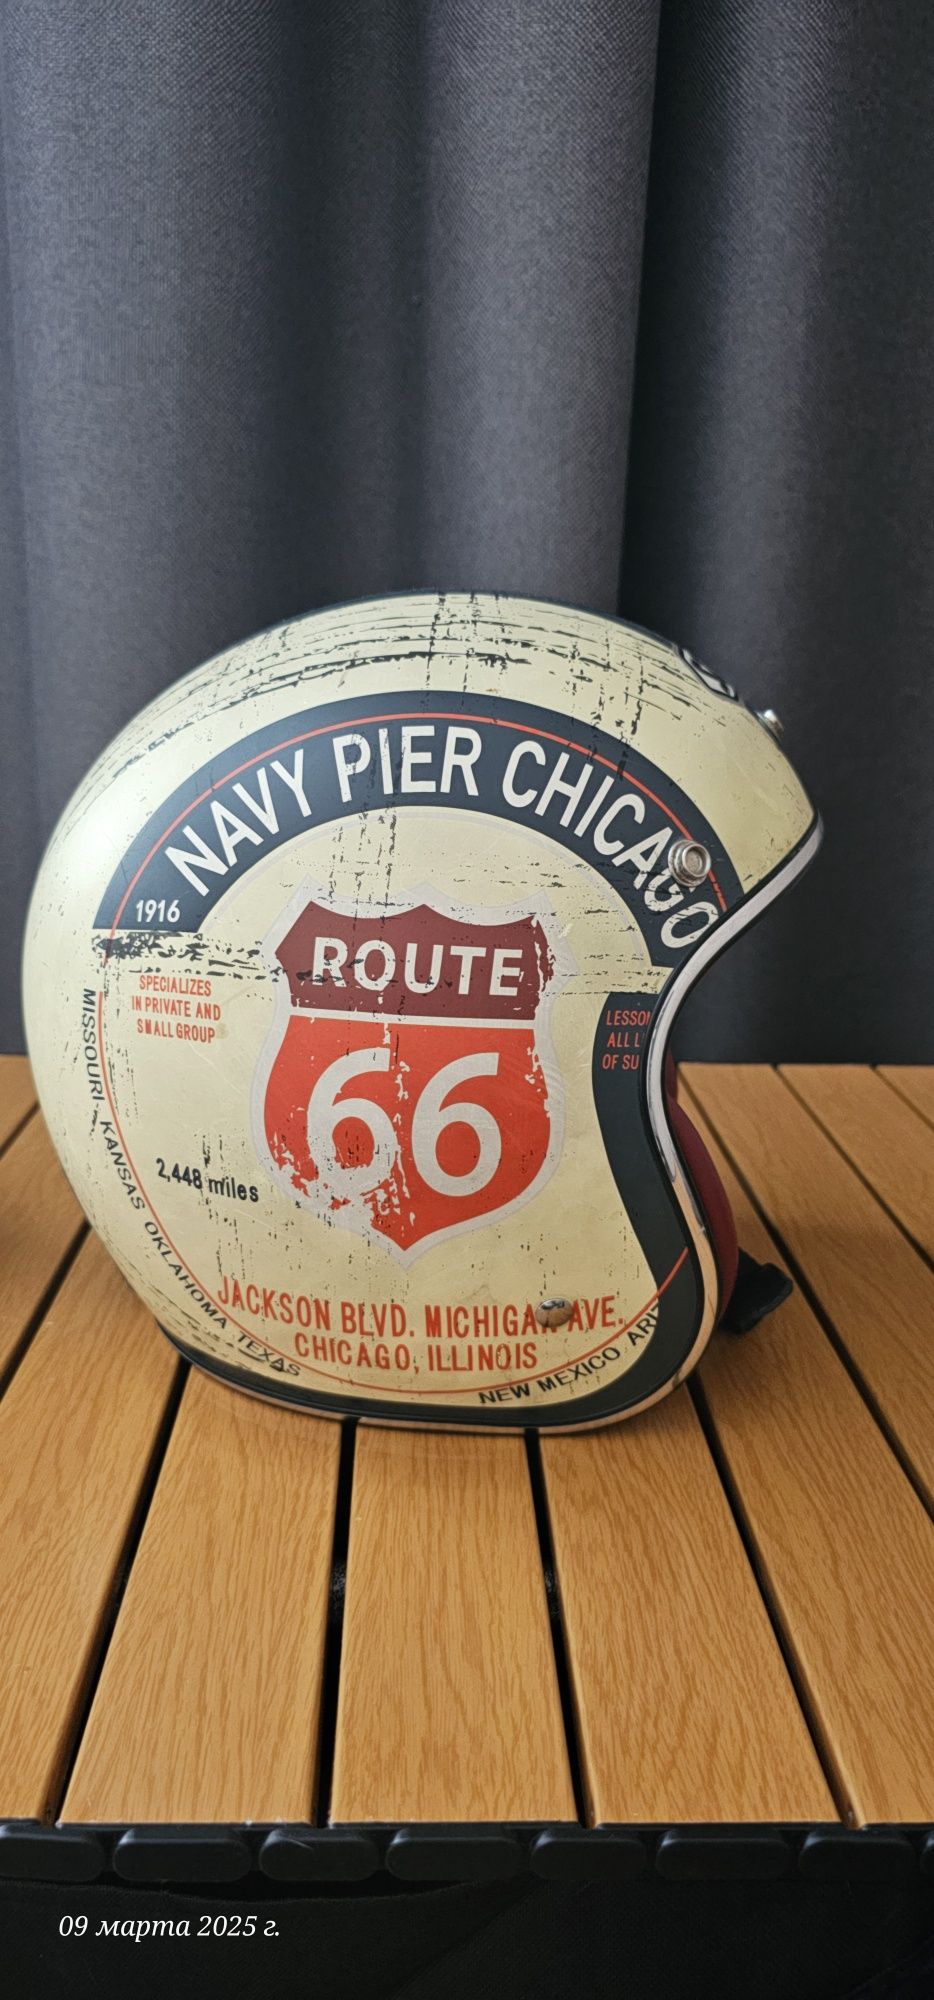 NAVY PIER CHICAGO
1916
ROUTE
66
SPECIALIZES
IN PRIVATE AND
SMALL GROUP
ALL
OF SU
2,448 miles
MISSOURI KANSAS OKLAHOMA TEXAS
NEW MEXICO
JACKSON BLVD. MICHIGAN AVE.
CHICAGO, ILLINOIS
09 марта 2025 г.